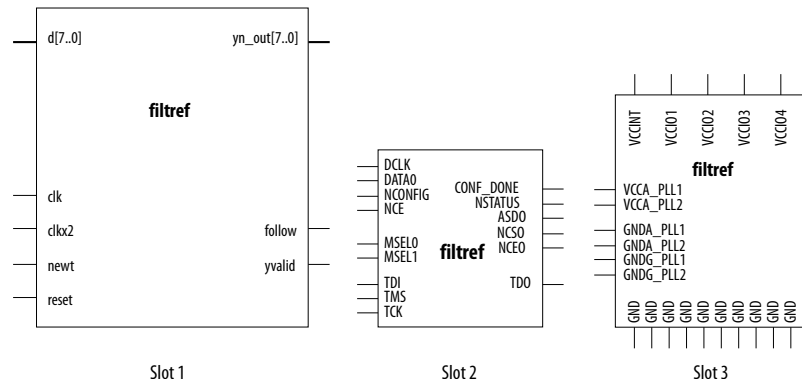 d[7..0] yn_out[7..0]
filtref
clk
clkx2 follow
newt yvalid
reset
Slot 1
DCLK
DATA0
NCONFIG CONF_DONE
NCE NSTATUS
ASDO
MSEL0 NCSO
MSEL1 filtref NCEO
TDI TDO
TMS
TCK
Slot 2
VCCINT VCCIO1 VCCIO2 VCCIO3 VCCIO4
filtref
VCCA_PLL1
VCCA_PLL2
GNDA_PLL1
GNDA_PLL2
GNDG_PLL1
GNDG_PLL2
GND GND GND GND GND GND GND GND GND GND
Slot 3